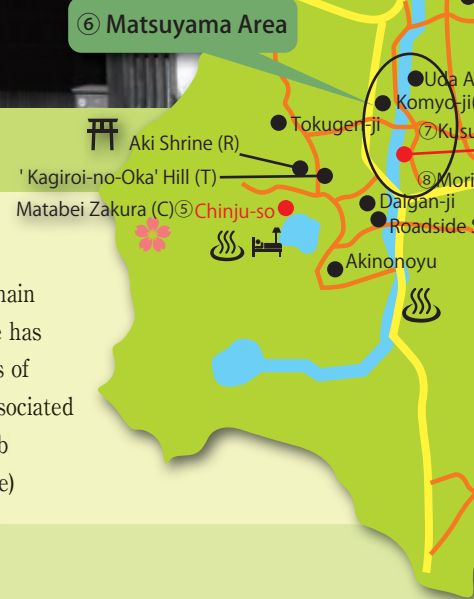 ⑥ Matsuyama Area
Uda A
Komyo-ji
Tokugen-ji
⑦Kusu
Aki Shrine (R)
'Kagiroi-no-Oka' Hill (T)
⑧Mori
Daigan-ji
Matabei Zakura (C)⑤Chinju-so
Roadside S
Akinonoyu
nain
e has
s of
sociated
b
e)